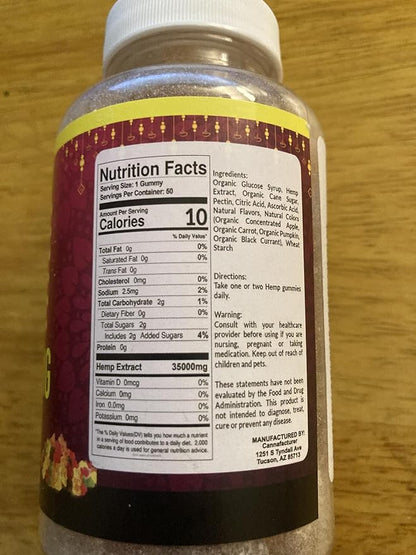 Nutrition Facts
Serving Size: 1 Gummy
Servings Per Container: 60
Amount Per Serving
Calories 10
% Daily Value*
Total Fat 0g 0%
Saturated Fat 0g 0%
Trans Fat 0g
Cholesterol 0mg 0%
Sodium 2.5mg 2%
Total Carbohydrate 2g 1%
Dietary Fiber 0g 0%
Total Sugars 2g
Includes 2g Added Sugars 4%
Protein 0g
Hemp Extract 35000mg
Vitamin D 0mcg 0%
Calcium 0mg 0%
Iron 0.0mg 0%
Potassium 0mg 0%
*The % Daily Values(DV) tells you how much a nutrient
in a serving of food contributes to a daily diet. 2,000
calories a day is used for general nutrition advice.
Ingredients:
Organic Glucose Syrup, Hemp
Extract, Organic Cane Sugar,
Pectin, Citric Acid, Ascorbic Acid,
Natural Flavors, Natural Colors
(Organic Concentrated Apple,
Organic Carrot, Organic Pumpkin,
Organic Black Currant), Wheat
Starch
Directions:
Take one or two Hemp gummies
daily.
Warning:
Consult with your healthcare
provider before using if you are
nursing, pregnant or taking
medication. Keep out of reach of
children and pets.
These statements have not been
evaluated by the Food and Drug
Administration. This product is
not intended to diagnose, treat,
cure or prevent any disease.
MANUFACTURED BY:
Cannafacturer
1251 S Tyndall Ave
Tucson, AZ 85713
G